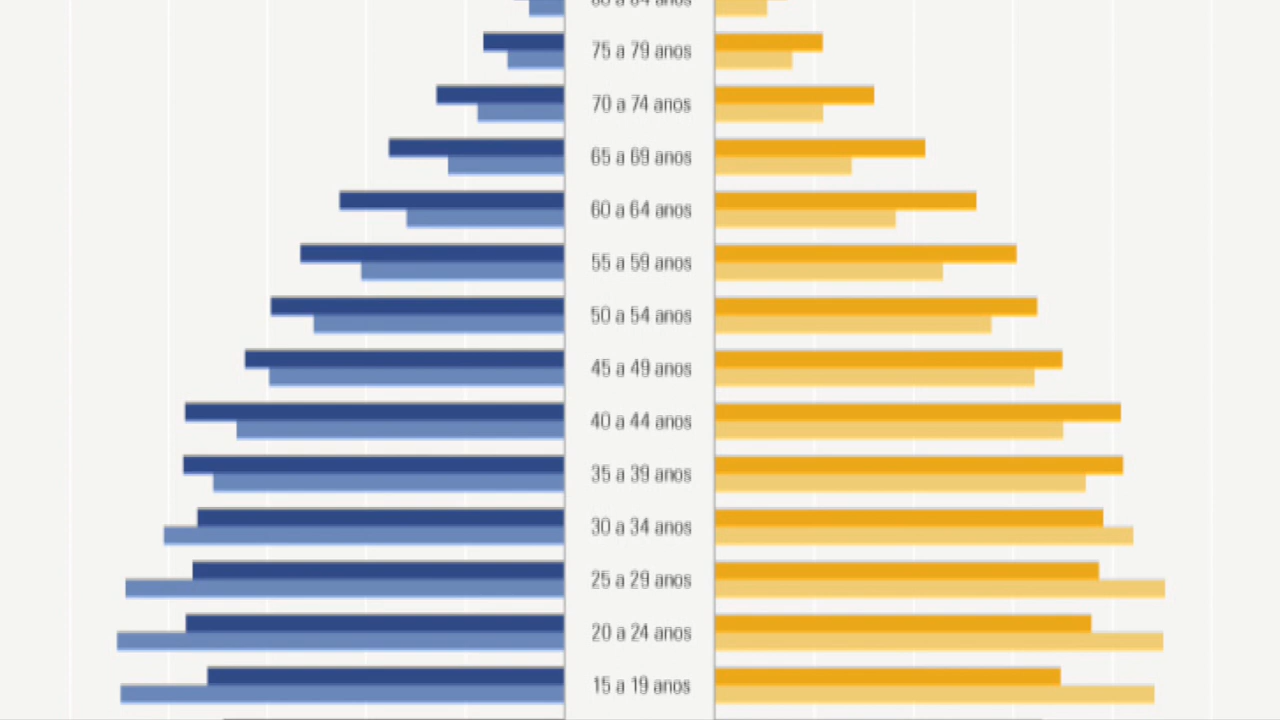 75 a 79 anos
70 a 74 anos
65 a 69 anos
60 a 64 anos
55 a 59 anos
50 a 54 anos
45 a 49 anos
40 a 44 anos
35 a 39 anos
30 a 34 anos
25 a 29 anos
20 a 24 anos
15 a 19 anos